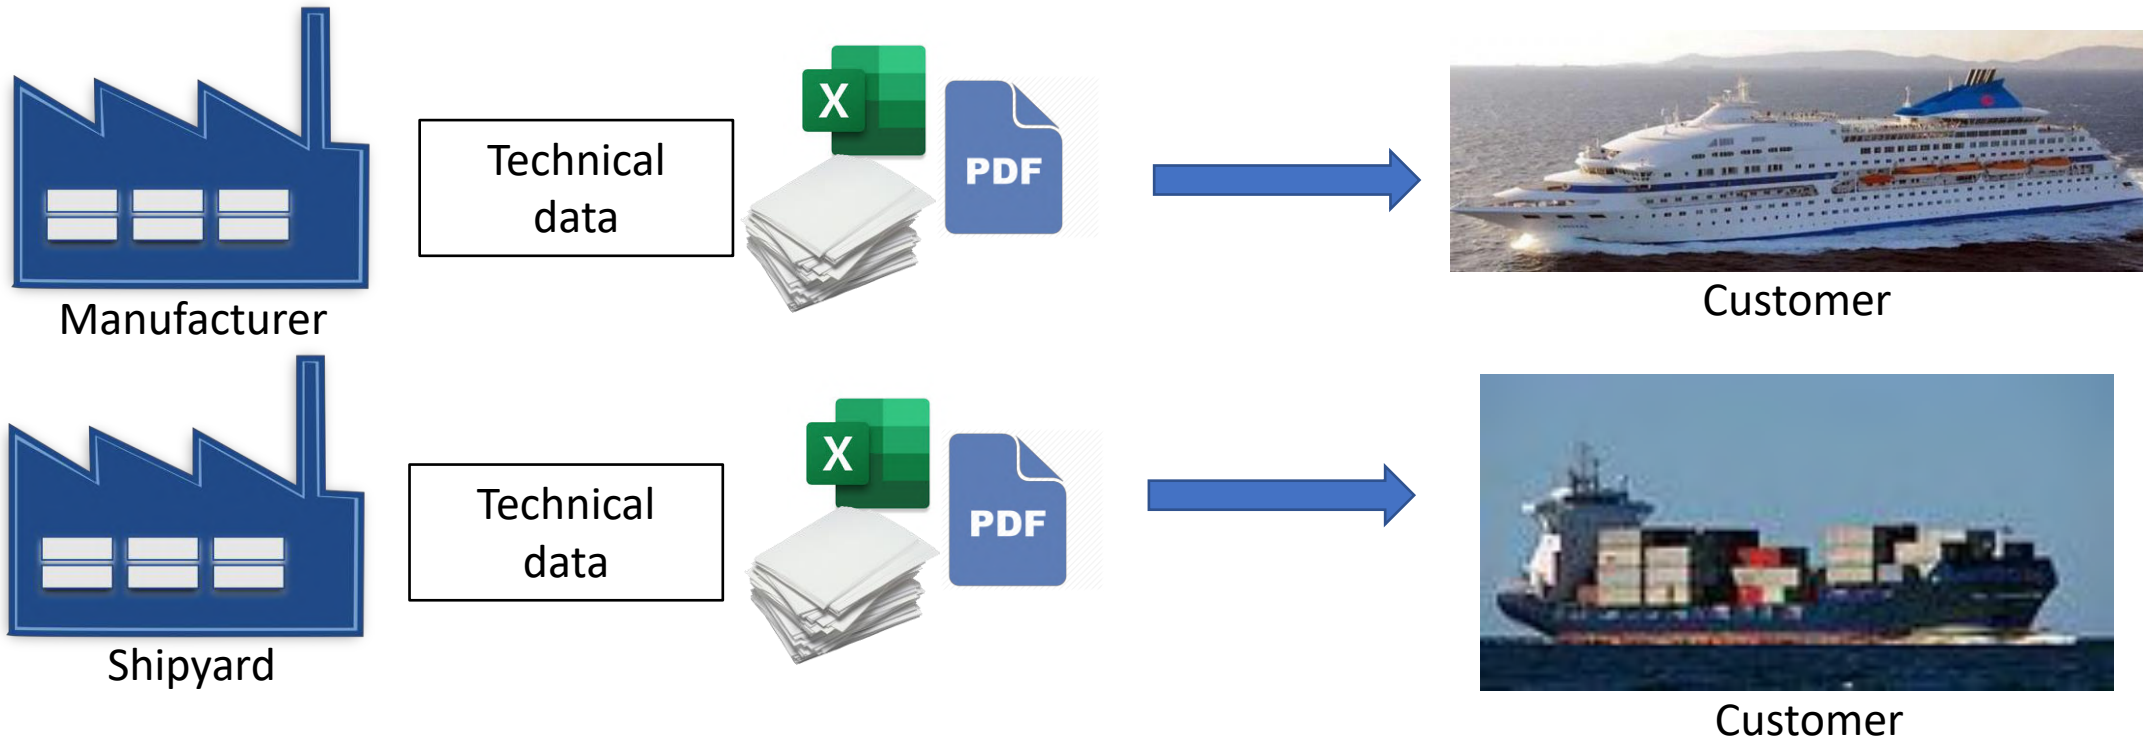 Technical
data
X
PDF
Manufacturer
Customer
Technical
data
X
PDF
Shipyard
Customer